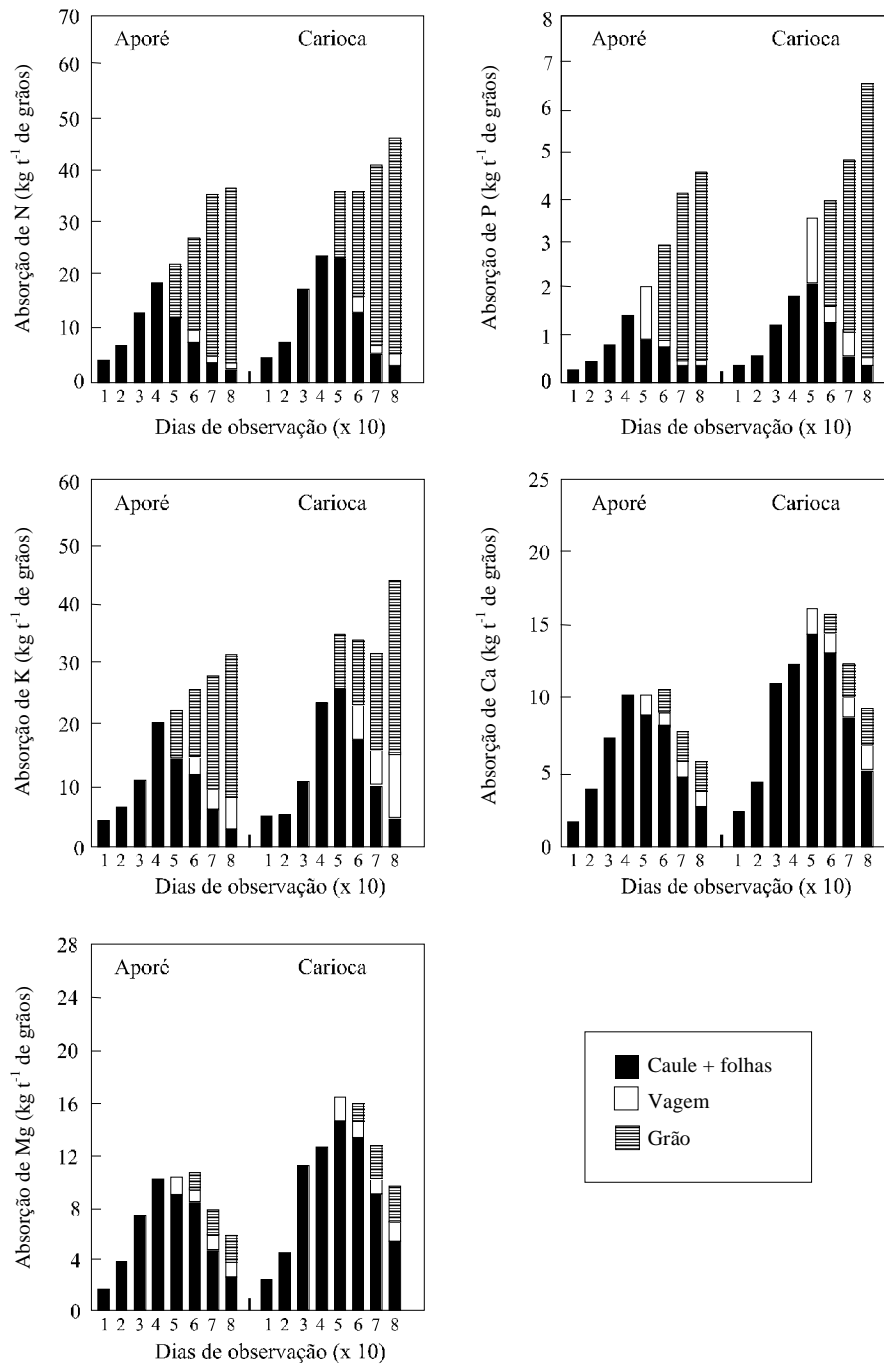 70
60
50
40
30
20
10
0
Absorção de N (kg t⁻¹ de grãos)
Aporé Carioca
1 2 3 4 5 6 7 8 1 2 3 4 5 6 7 8
Dias de observação (x 10)
8
7
6
5
4
3
2
1
0
Absorção de P (kg t⁻¹ de grãos)
Aporé Carioca
1 2 3 4 5 6 7 8 1 2 3 4 5 6 7 8
Dias de observação (x 10)
60
50
40
30
20
10
0
Absorção de K (kg t⁻¹ de grãos)
Aporé Carioca
1 2 3 4 5 6 7 8 1 2 3 4 5 6 7 8
Dias de observação (x 10)
25
20
15
10
5
0
Absorção de Ca (kg t⁻¹ de grãos)
Aporé Carioca
1 2 3 4 5 6 7 8 1 2 3 4 5 6 7 8
Dias de observação (x 10)
28
24
20
16
12
8
4
0
Absorção de Mg (kg t⁻¹ de grãos)
Aporé Carioca
1 2 3 4 5 6 7 8 1 2 3 4 5 6 7 8
Dias de observação (x 10)
Caule + folhas
Vagem
Grão